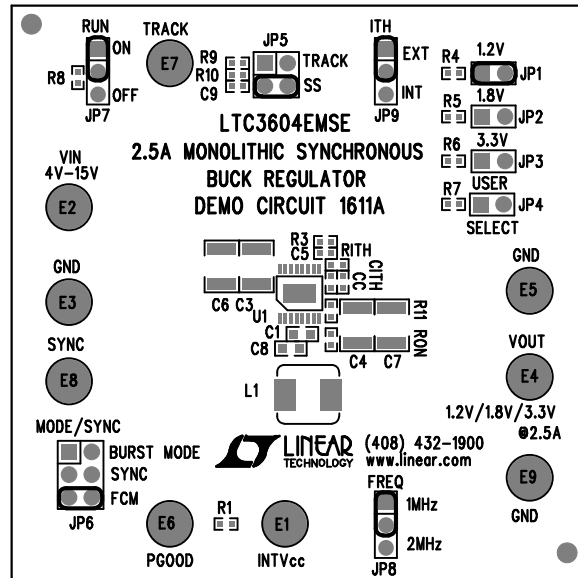 RUN
ON
R8
OFF
JP7
TRACK
E7
R9
R10
C9
JP5
TRACK
SS
ITH
EXT
INT
JP9
1.2V
R4
JP1
1.8V
R5
JP2
3.3V
R6
JP3
USER
R7
JP4
SELECT
LTC3604EMSE
2.5A MONOLITHIC SYNCHRONOUS
BUCK REGULATOR
DEMO CIRCUIT 1611A
VIN
4V-15V
E2
GND
E3
SYNC
E8
R3
C5
RITH
CITH
CC
C6 C3
U1
C1
C8
R11
RON
C4 C7
L1
GND
E5
VOUT
E4
1.2V/1.8V/3.3V
@2.5A
E9
GND
MODE/SYNC
BURST MODE
SYNC
FCM
JP6
LINEAR
TECHNOLOGY
(408) 432-1900
www.linear.com
E6
PGOOD
R1
E1
INTVcc
FREQ
1MHz
2MHz
JP8